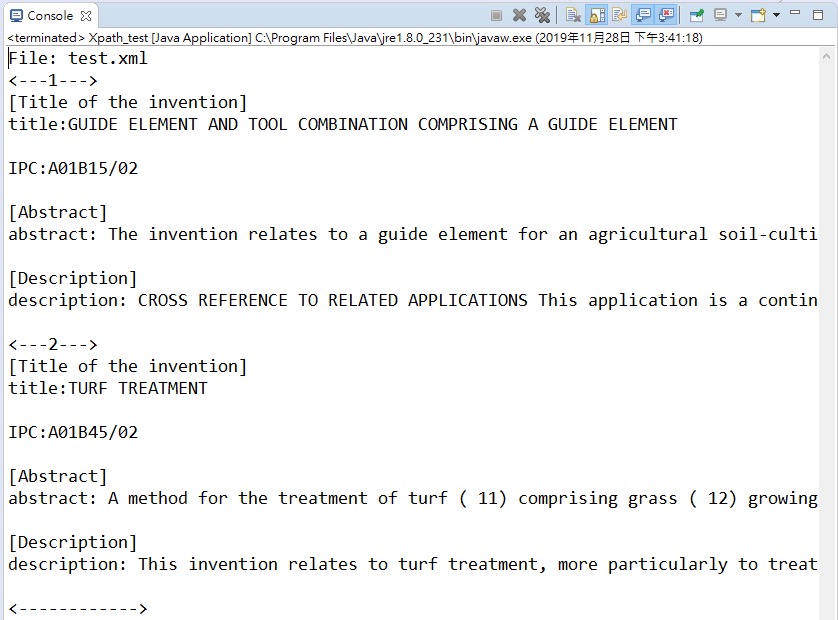 Console
<terminated> Xpath_test [Java Application] C:\Program Files\Java\jre1.8.0_231\bin\javaw.exe (2019年11月28日 下午3:41:18)
File: test.xml
<---1--->
[Title of the invention]
title:GUIDE ELEMENT AND TOOL COMBINATION COMPRISING A GUIDE ELEMENT
IPC:A01B15/02
[Abstract]
abstract: The invention relates to a guide element for an agricultural soil-culti
[Description]
description: CROSS REFERENCE TO RELATED APPLICATIONS This application is a contin
<---2--->
[Title of the invention]
title:TURF TREATMENT
IPC:A01B45/02
[Abstract]
abstract: A method for the treatment of turf ( 11) comprising grass ( 12) growing
[Description]
description: This invention relates to turf treatment, more particularly to treat
<------------>